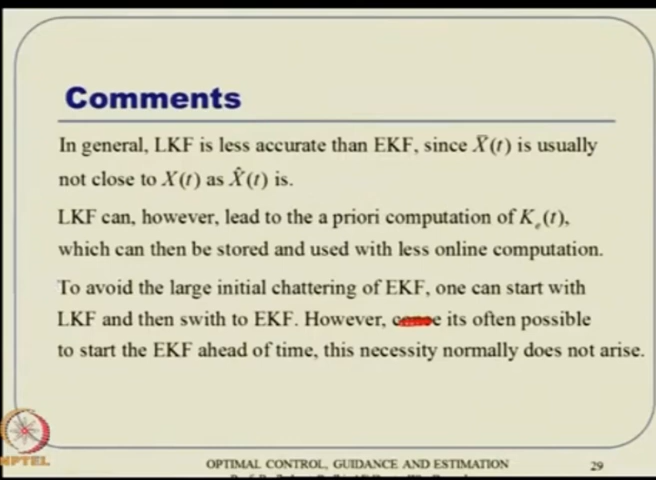 Comments
In general, LKF is less accurate than EKF, since X̄(t) is usually
not close to X(t) as X̂(t) is.
LKF can, however, lead to the a priori computation of Kₑ(t),
which can then be stored and used with less online computation.
To avoid the large initial chattering of EKF, one can start with
LKF and then swith to EKF. However, its often possible
to start the EKF ahead of time, this necessity normally does not arise.
NPTEL
OPTIMAL CONTROL, GUIDANCE AND ESTIMATION
29